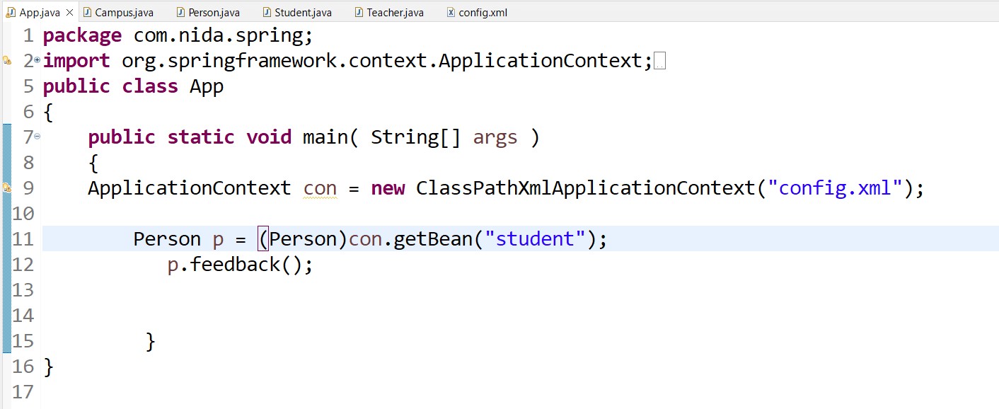 App.java Campus.java Person.java Student.java Teacher.java config.xml
1 package com.nida.spring;
2 import org.springframework.context.ApplicationContext;
5 public class App
6 {
7 public static void main( String[] args )
8 {
9 ApplicationContext con = new ClassPathXmlApplicationContext("config.xml");
10
11 Person p = (Person)con.getBean("student");
12 p.feedback();
13
14
15 }
16 }
17